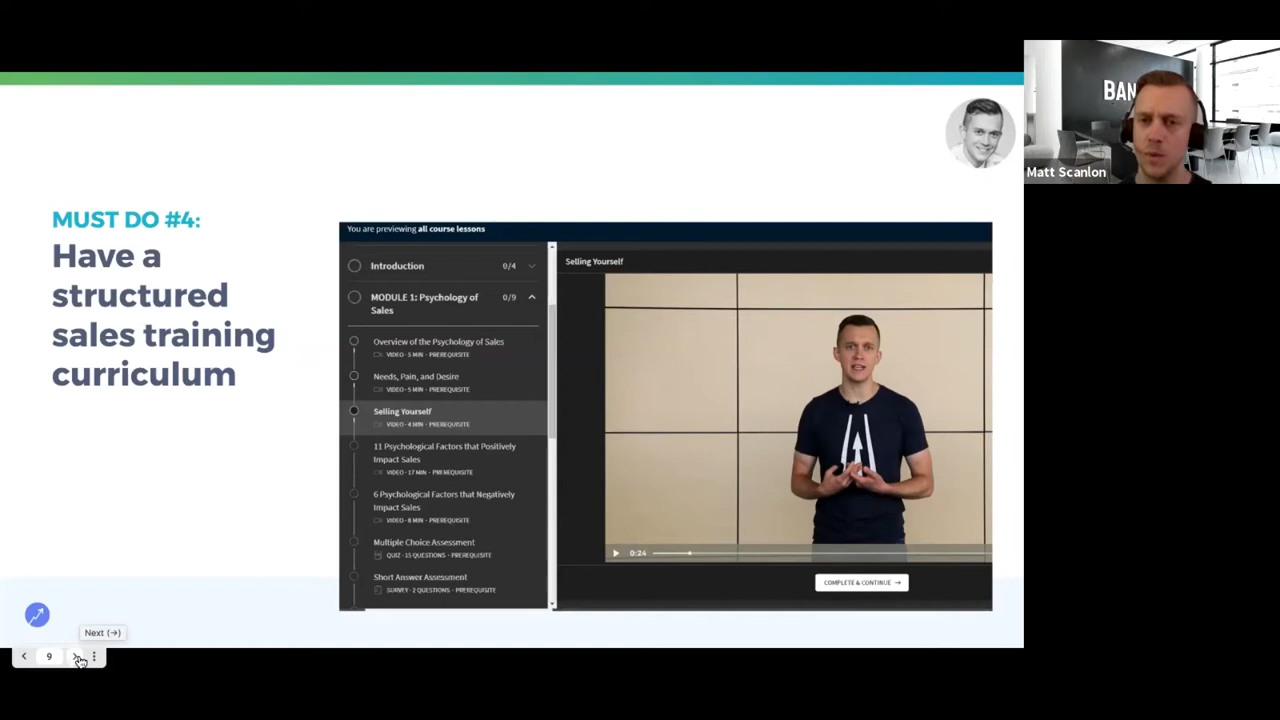 BAN
Matt Scanlon
MUST DO #4:
Have a
structured
sales training
curriculum
You are previewing all course lessons
Introduction 0/4
MODULE 1: Psychology of 0/9
Sales
Overview of the Psychology of Sales
VIDEO · 5 MIN · PREREQUISITE
Needs, Pain, and Desire
VIDEO · 5 MIN · PREREQUISITE
Selling Yourself
VIDEO · 4 MIN · PREREQUISITE
11 Psychological Factors that Positively
Impact Sales
VIDEO · 17 MIN · PREREQUISITE
6 Psychological Factors that Negatively
Impact Sales
VIDEO · 8 MIN · PREREQUISITE
Multiple Choice Assessment
QUIZ · 15 QUESTIONS · PREREQUISITE
Short Answer Assessment
SURVEY · 2 QUESTIONS · PREREQUISITE
Selling Yourself
0:24
COMPLETE & CONTINUE →
Next (→)
9